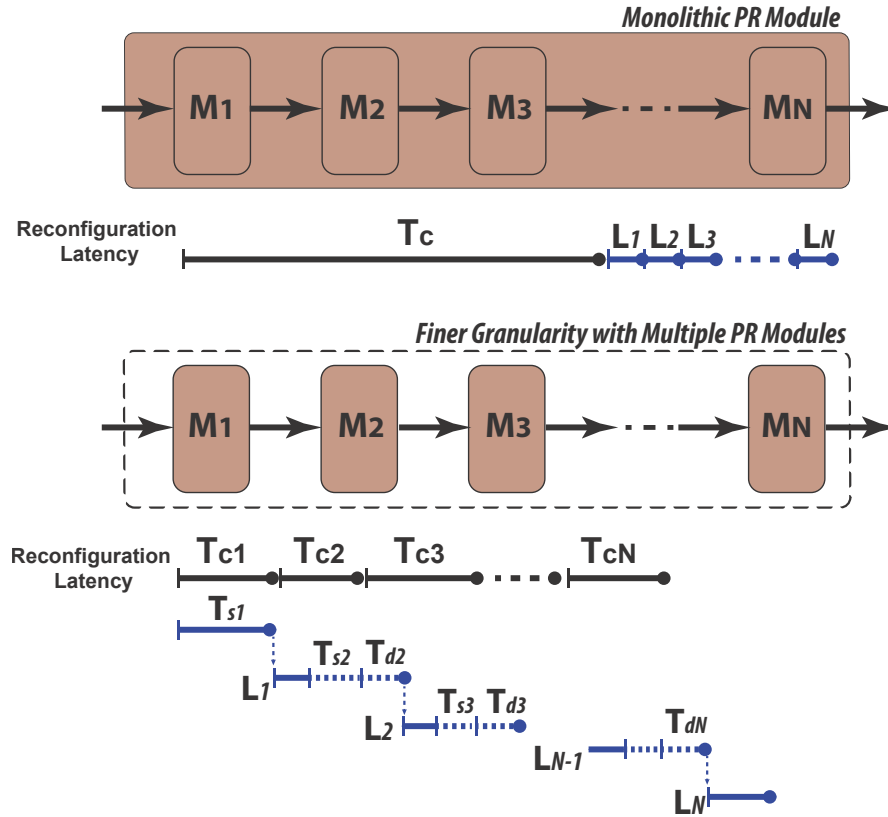 Monolithic PR Module
M1 M2 M3 MN
Reconfiguration
Latency
Tc L1 L2 L3 LN
Finer Granularity with Multiple PR Modules
M1 M2 M3 MN
Reconfiguration
Latency
Tc1 Tc2 Tc3 TcN
Ts1
L1 Ts2 Td2
L2 Ts3 Td3
LN-1 TdN
LN